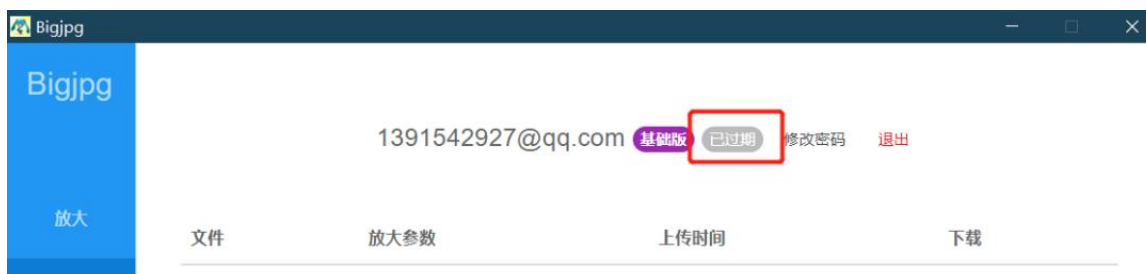 Bigjpg
Bigjpg
1391542927@qq.com 基础版 已过期 修改密码 退出
放大
文件 放大参数 上传时间 下载